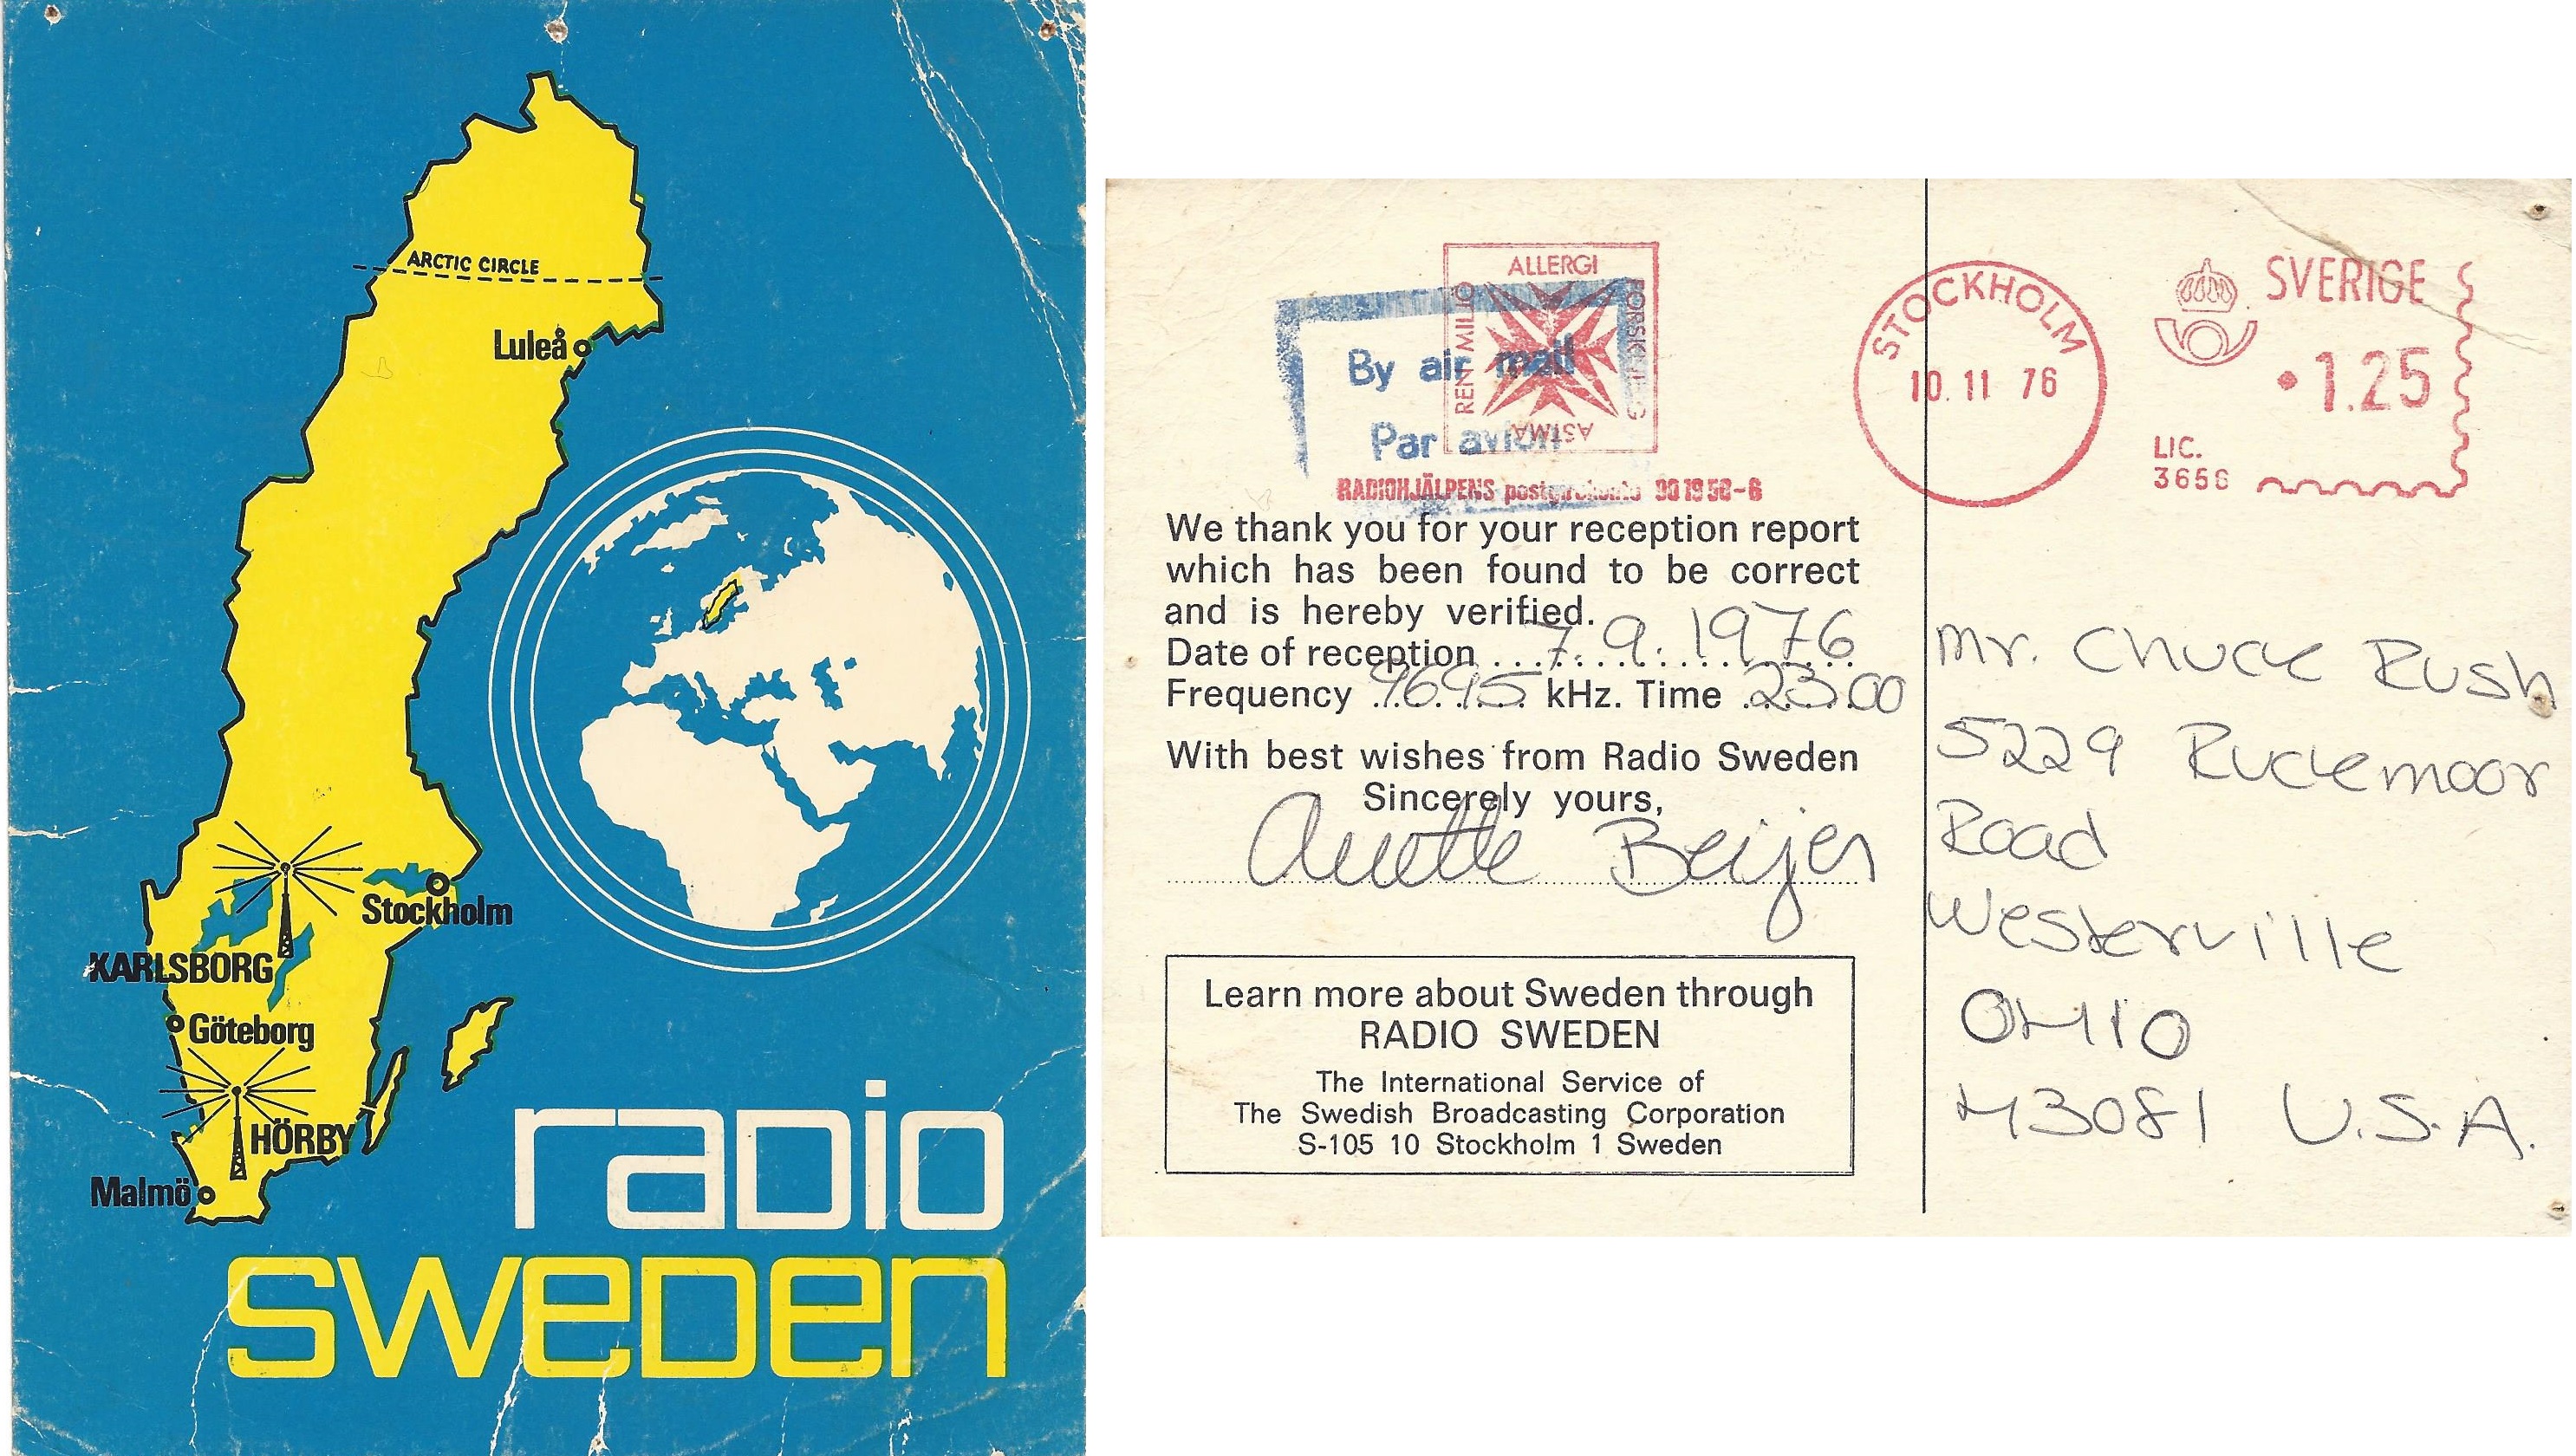 ARCTIC CIRCLE
Luleå
Stockholm
KARLSBORG
Göteborg
HÖRBY
Malmö
radio
sweden
ALLERGI
REN MILJÖ
FORSKNING
ASTMA
By air mail
Par avion
RADIOHJÄLPENS postgirokonto 901950-6
STOCKHOLM
10.11 76
SVERIGE
·1.25
LIC.
3656
We thank you for your reception report
which has been found to be correct
and is hereby verified.
Date of reception 7.9.1976
Frequency 9695 kHz. Time 23.00
With best wishes from Radio Sweden
Sincerely yours,
Anette Beijer
Learn more about Sweden through
RADIO SWEDEN
The International Service of
The Swedish Broadcasting Corporation
S-105 10 Stockholm 1 Sweden
Mr. Chuck Rush
5229 Ruckmoor
Road
Westerville
OHIO
43081 U.S.A.